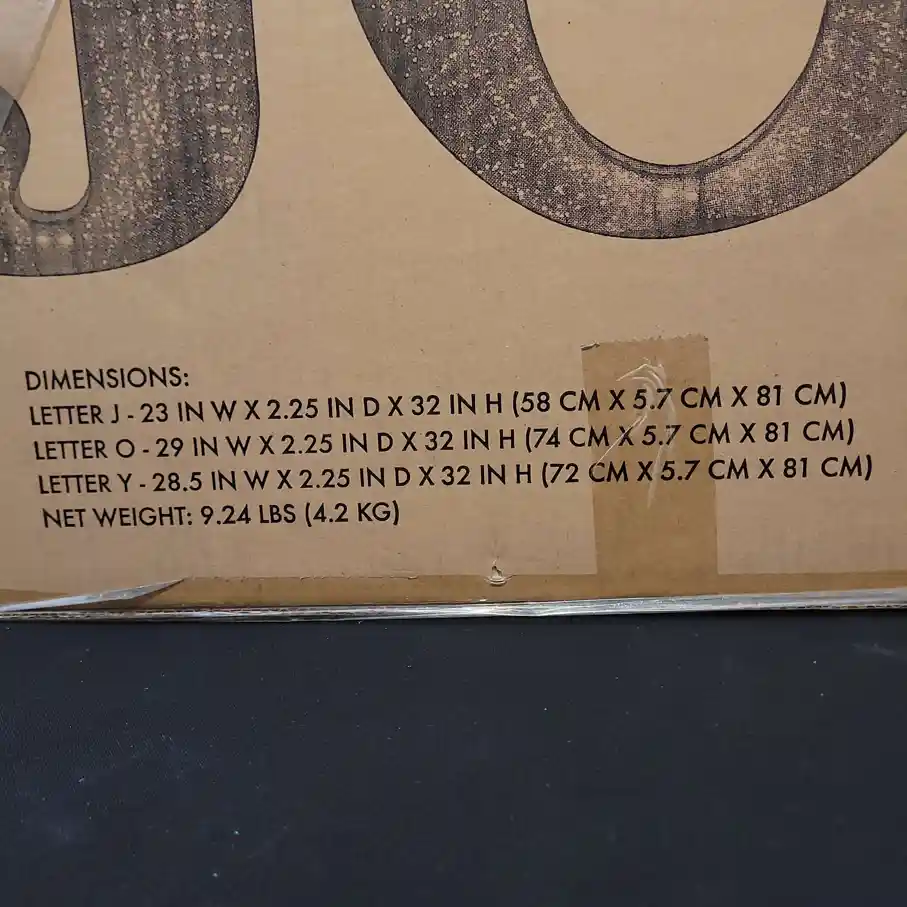 DIMENSIONS:
LETTER J - 23 IN W X 2.25 IN D X 32 IN H (58 CM X 5.7 CM X 81 CM)
LETTER O - 29 IN W X 2.25 IN D X 32 IN H (74 CM X 5.7 CM X 81 CM)
LETTER Y - 28.5 IN W X 2.25 IN D X 32 IN H (72 CM X 5.7 CM X 81 CM)
NET WEIGHT: 9.24 LBS (4.2 KG)